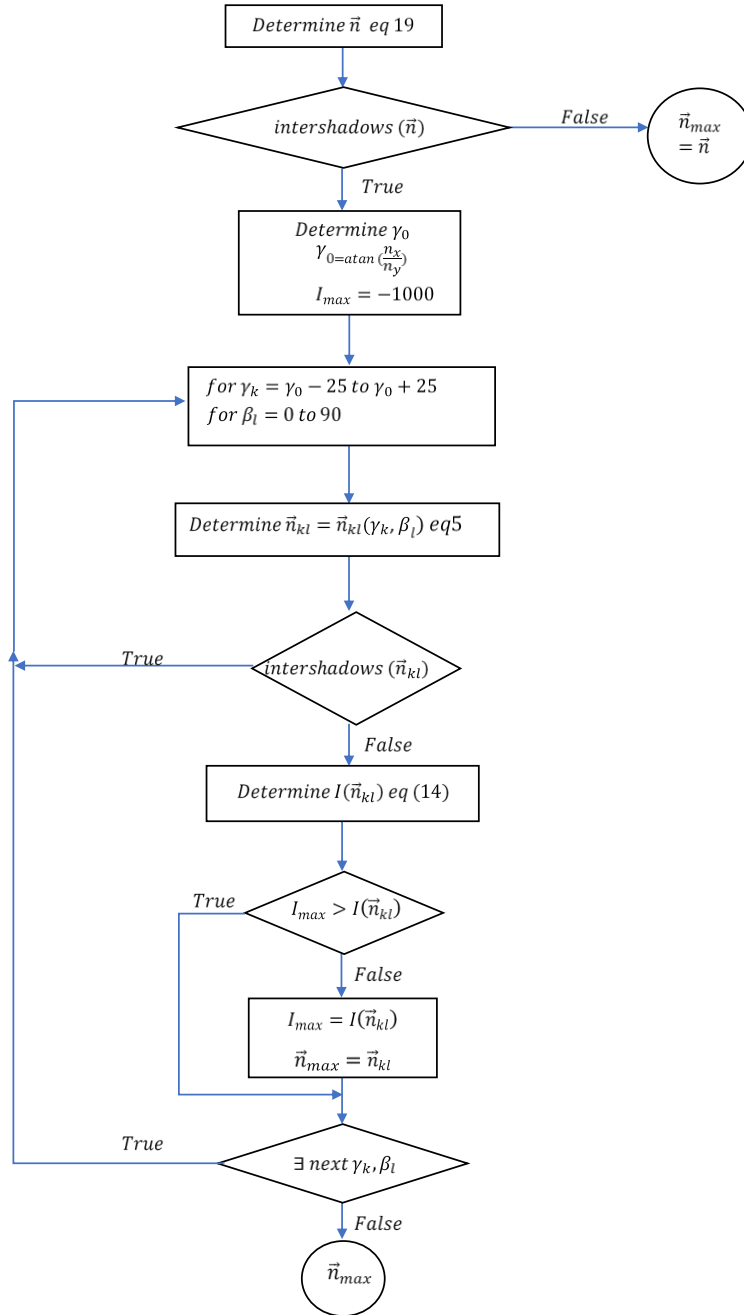 Determine n⃗ eq 19
intershadows (n⃗)
False
n⃗max
= n⃗
True
Determine γ0
γ0=atan (nx/ny)
Imax = −1000
for γk = γ0 − 25 to γ0 + 25
for βl = 0 to 90
Determine n⃗kl = n⃗kl(γk, βl) eq5
True
intershadows (n⃗kl)
False
Determine I(n⃗kl) eq (14)
True
Imax > I(n⃗kl)
False
Imax = I(n⃗kl)
n⃗max = n⃗kl
True
∃ next γk, βl
False
n⃗max